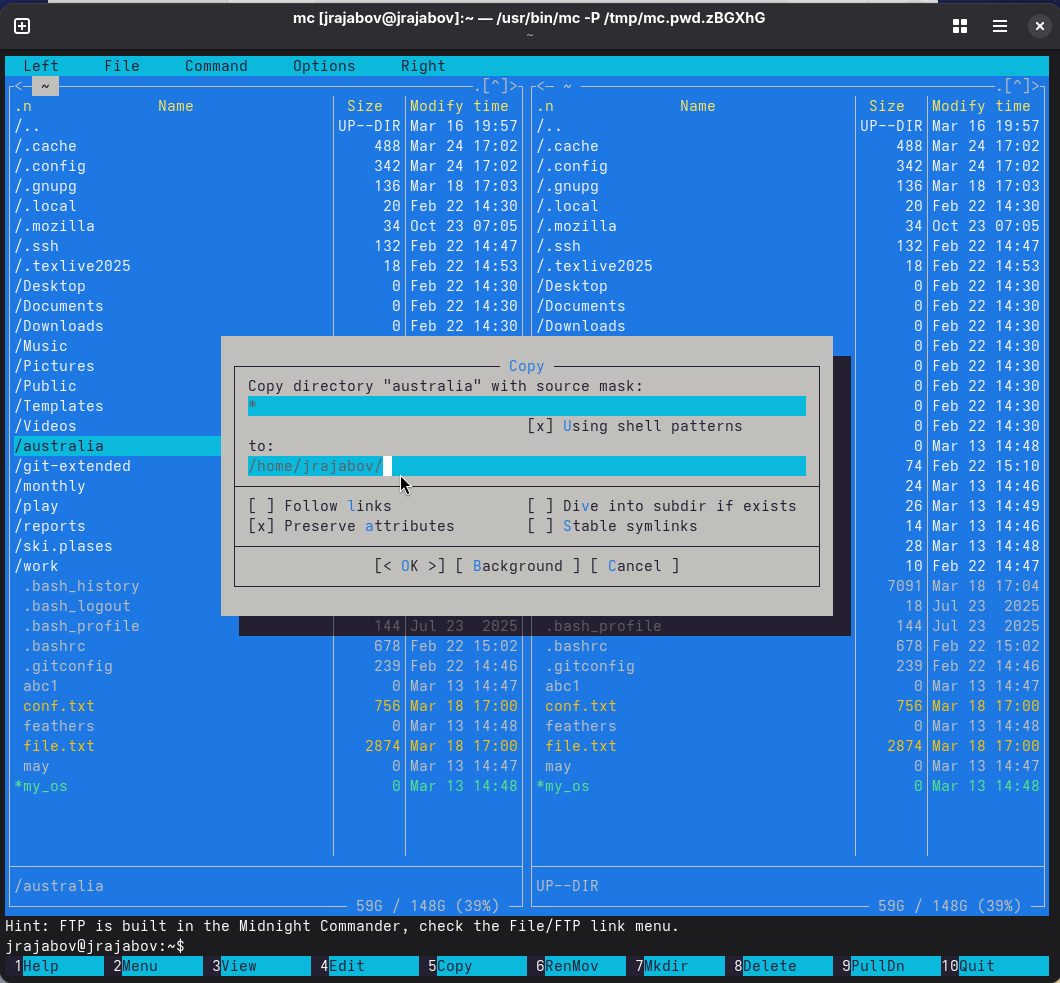 mc [jrajabov@jrajabov]:~ — /usr/bin/mc -P /tmp/mc.pwd.zBGXhG
~
Left File Command Options Right
<— ~ .[^]> <— ~ .[^]>
.n Name Size Modify time .n Name Size Modify time
/.. UP--DIR Mar 16 19:57 /.. UP--DIR Mar 16 19:57
/.cache 488 Mar 24 17:02 /.cache 488 Mar 24 17:02
/.config 342 Mar 24 17:02 /.config 342 Mar 24 17:02
/.gnupg 136 Mar 18 17:03 /.gnupg 136 Mar 18 17:03
/.local 20 Feb 22 14:30 /.local 20 Feb 22 14:30
/.mozilla 34 Oct 23 07:05 /.mozilla 34 Oct 23 07:05
/.ssh 132 Feb 22 14:47 /.ssh 132 Feb 22 14:47
/.texlive2025 18 Feb 22 14:53 /.texlive2025 18 Feb 22 14:53
/Desktop 0 Feb 22 14:30 /Desktop 0 Feb 22 14:30
/Documents 0 Feb 22 14:30 /Documents 0 Feb 22 14:30
/Downloads 0 Feb 22 14:30 /Downloads 0 Feb 22 14:30
/Music 0 Feb 22 14:30
/Pictures Copy 0 Feb 22 14:30
/Public Copy directory "australia" with source mask: 0 Feb 22 14:30
/Templates * 0 Feb 22 14:30
/Videos [x] Using shell patterns 0 Feb 22 14:30
/australia to: 0 Mar 13 14:48
/git-extended /home/jrajabov/ 74 Feb 22 15:10
/monthly 24 Mar 13 14:46
/play [ ] Follow links [ ] Dive into subdir if exists 26 Mar 13 14:49
/reports [x] Preserve attributes [ ] Stable symlinks 14 Mar 13 14:46
/ski.plases 28 Mar 13 14:48
/work [< OK >] [ Background ] [ Cancel ] 10 Feb 22 14:47
.bash_history 7091 Mar 18 17:04
.bash_logout 18 Jul 23 2025
.bash_profile 144 Jul 23 2025 .bash_profile 144 Jul 23 2025
.bashrc 678 Feb 22 15:02 .bashrc 678 Feb 22 15:02
.gitconfig 239 Feb 22 14:46 .gitconfig 239 Feb 22 14:46
abc1 0 Mar 13 14:47 abc1 0 Mar 13 14:47
conf.txt 756 Mar 18 17:00 conf.txt 756 Mar 18 17:00
feathers 0 Mar 13 14:48 feathers 0 Mar 13 14:48
file.txt 2874 Mar 18 17:00 file.txt 2874 Mar 18 17:00
may 0 Mar 13 14:47 may 0 Mar 13 14:47
*my_os 0 Mar 13 14:48 *my_os 0 Mar 13 14:48
/australia UP--DIR
59G / 148G (39%) 59G / 148G (39%)
Hint: FTP is built in the Midnight Commander, check the File/FTP link menu.
jrajabov@jrajabov:~$
1Help 2Menu 3View 4Edit 5Copy 6RenMov 7Mkdir 8Delete 9PullDn 10Quit